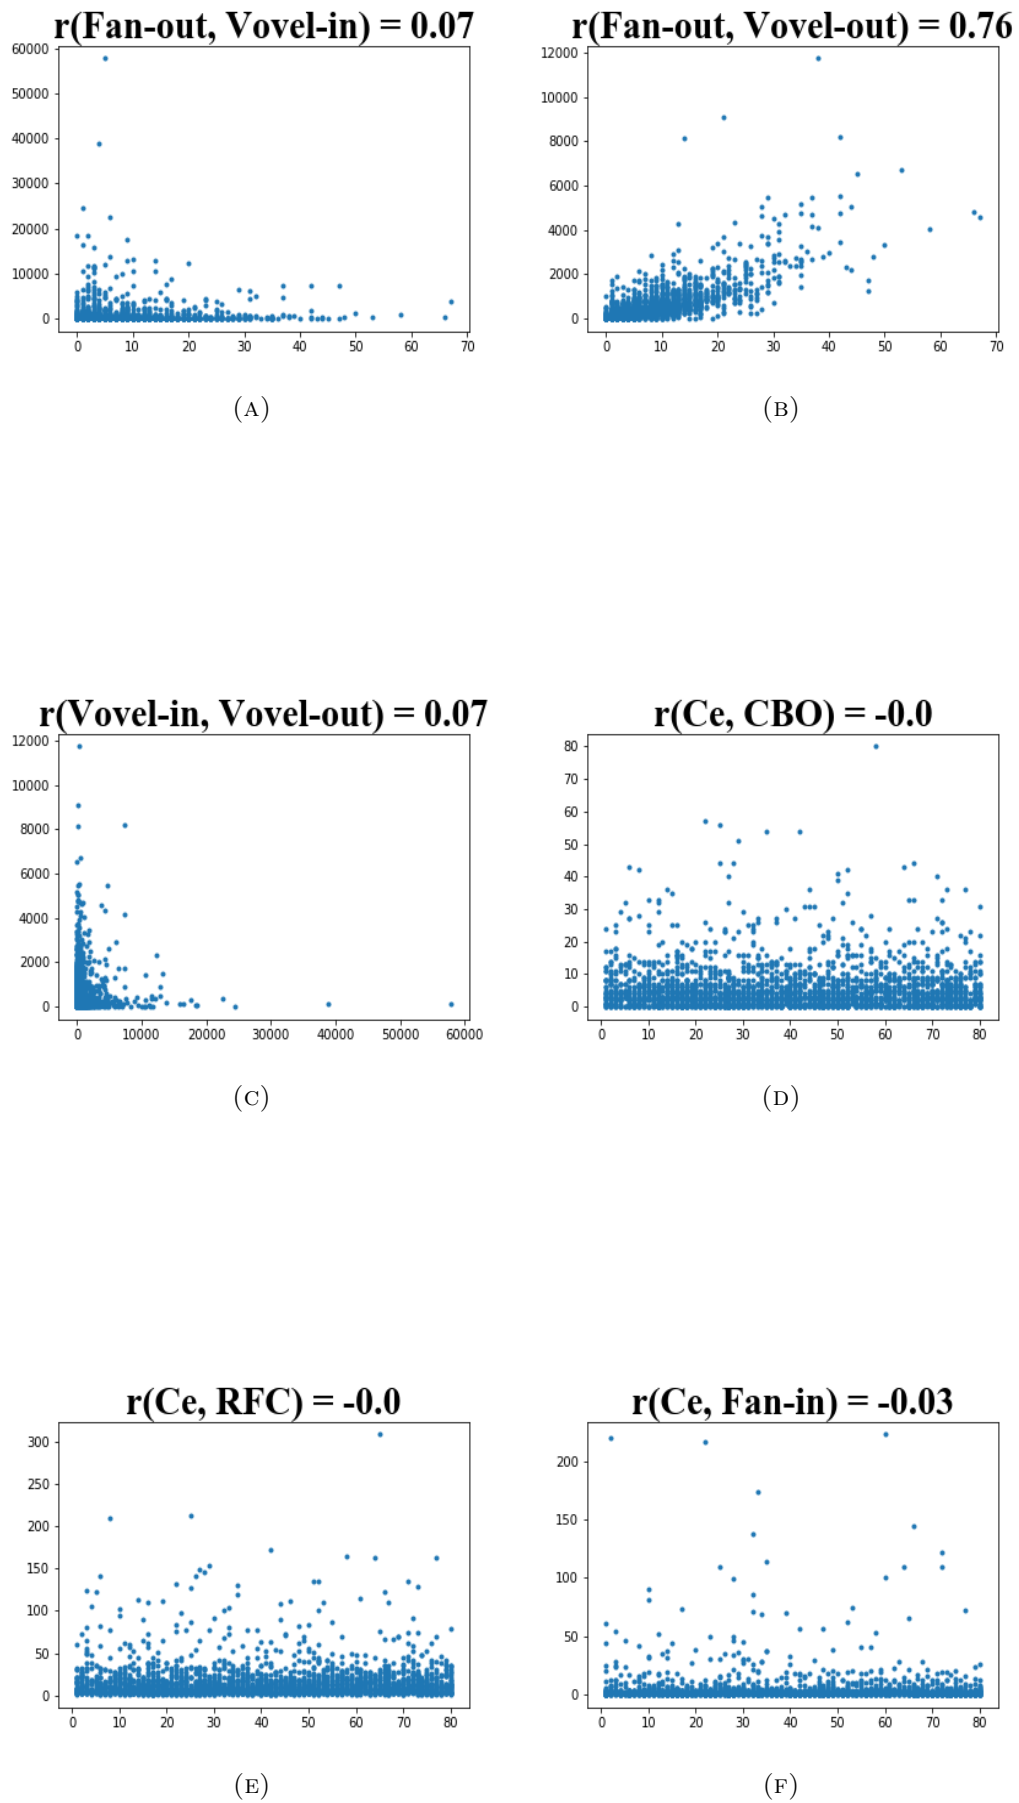 r(Fan-out, Vovel-in) = 0.07
60000
50000
40000
30000
20000
10000
0
0 10 20 30 40 50 60 70
(A)
r(Fan-out, Vovel-out) = 0.76
12000
10000
8000
6000
4000
2000
0
0 10 20 30 40 50 60 70
(B)
r(Vovel-in, Vovel-out) = 0.07
12000
10000
8000
6000
4000
2000
0
0 10000 20000 30000 40000 50000 60000
(C)
r(Ce, CBO) = -0.0
80
70
60
50
40
30
20
10
0
0 10 20 30 40 50 60 70 80
(D)
r(Ce, RFC) = -0.0
300
250
200
150
100
50
0
0 10 20 30 40 50 60 70 80
(E)
r(Ce, Fan-in) = -0.03
200
150
100
50
0
0 10 20 30 40 50 60 70 80
(F)